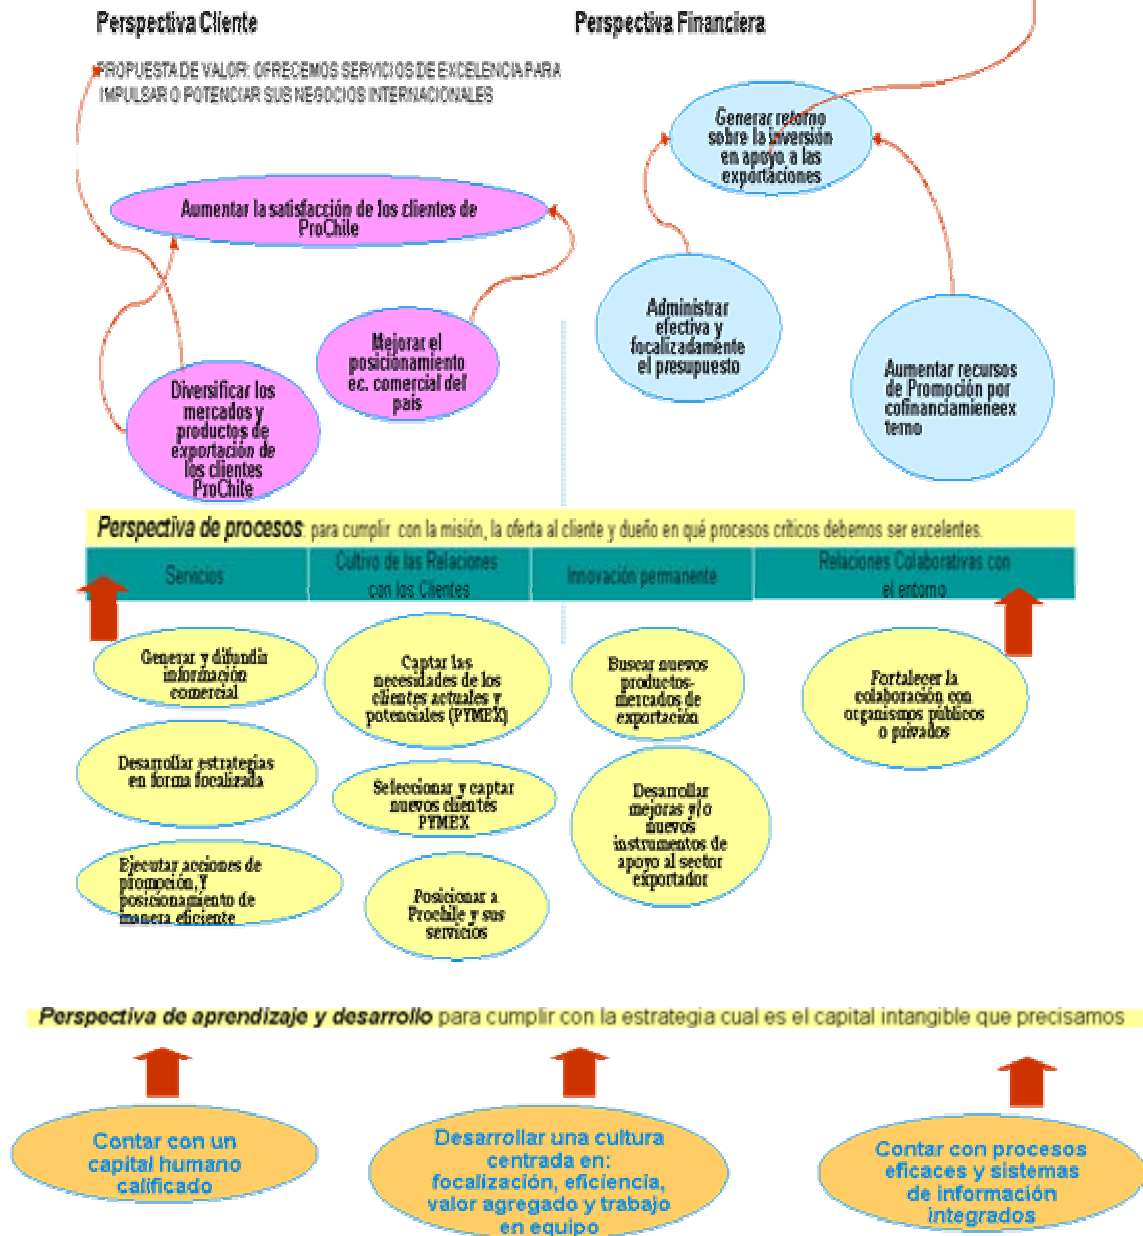 Perspectiva Cliente
PROPUESTA DE VALOR: OFRECEMOS SERVICIOS DE EXCELENCIA PARA
IMPULSAR O POTENCIAR SUS NEGOCIOS INTERNACIONALES
Aumentar la satisfacción de los clientes de
ProChile
Mejorar el
posicionamiento
ec. comercial del
país
Diversificar los
mercados y
productos de
exportación de
los clientes
ProChile
Perspectiva Financiera
Generar retorno
sobre la inversión
en apoyo a las
exportaciones
Administrar
efectiva y
focalizadamente
el presupuesto
Aumentar recursos
de Promoción por
cofinanciamieneex
terno
Perspectiva de procesos: para cumplir con la misión, la oferta al cliente y dueño en qué procesos críticos debemos ser excelentes.
Servicios
Generar y difundir
información
comercial
Desarrollar estrategias
en forma focalizada
Ejecutar acciones de
promoción, Y
posicionamiento de
manera eficiente
Cultivo de las Relaciones
con los Clientes
Captar las
necesidades de los
clientes actuales y
potenciales (PYMEX)
Seleccionar y captar
nuevos clientes
PYMEX
Posicionar a
Prochile y sus
servicios
Innovación permanente
Buscar nuevos
productos-
mercados de
exportación
Desarrollar
mejoras y/o
nuevos
instrumentos de
apoyo al sector
exportador
Relaciones Colaborativas con
el entorno
Fortalecer la
colaboración con
organismos públicos
o privados
Perspectiva de aprendizaje y desarrollo para cumplir con la estrategia cual es el capital intangible que precisamos
Contar con un
capital humano
calificado
Desarrollar una cultura
centrada en:
focalización, eficiencia,
valor agregado y trabajo
en equipo
Contar con procesos
eficaces y sistemas
de información
integrados